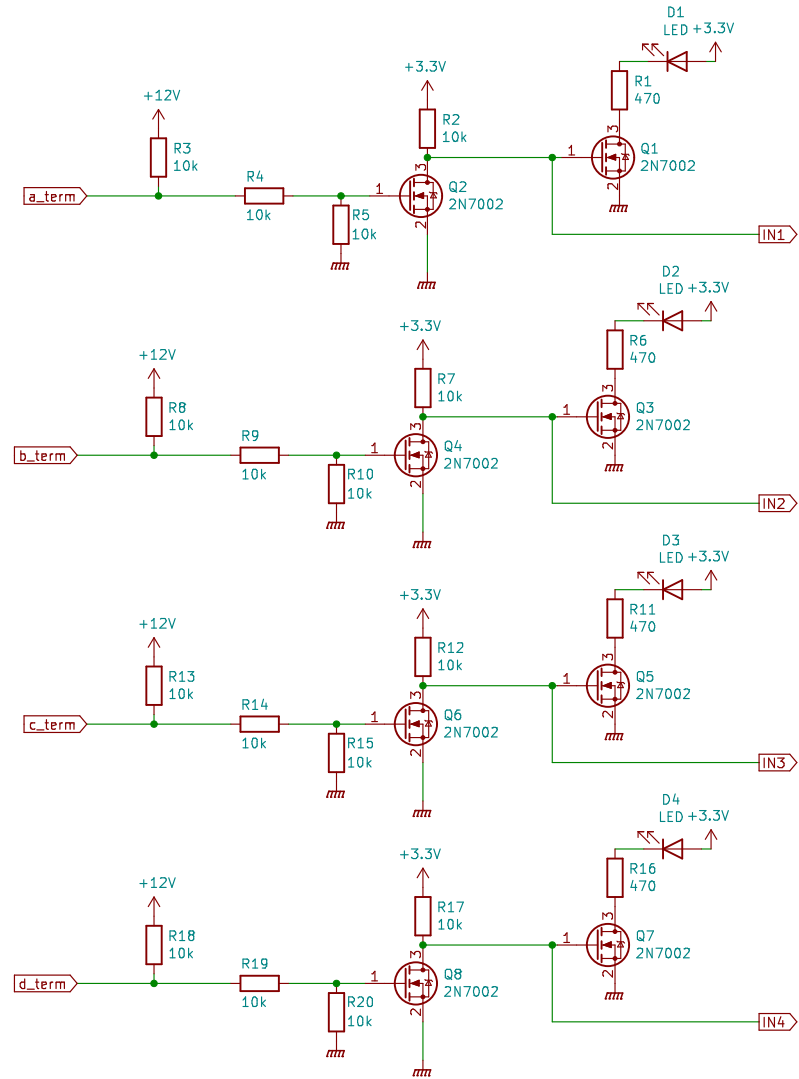 D1
LED +3.3V
+3.3V
R1
470
+12V
R2
10k
R3
10k
3
1
Q1
2N7002
2
R4
10k
3
1
Q2
2N7002
2
a_term
R5
10k
IN1
D2
LED +3.3V
+3.3V
R6
470
+12V
R7
10k
R8
10k
3
1
Q3
2N7002
2
R9
10k
3
1
Q4
2N7002
2
b_term
R10
10k
IN2
D3
LED +3.3V
+3.3V
R11
470
+12V
R12
10k
R13
10k
3
1
Q5
2N7002
2
R14
10k
3
1
Q6
2N7002
2
c_term
R15
10k
IN3
D4
LED +3.3V
+3.3V
R16
470
+12V
R17
10k
R18
10k
3
1
Q7
2N7002
2
R19
10k
3
1
Q8
2N7002
2
d_term
R20
10k
IN4